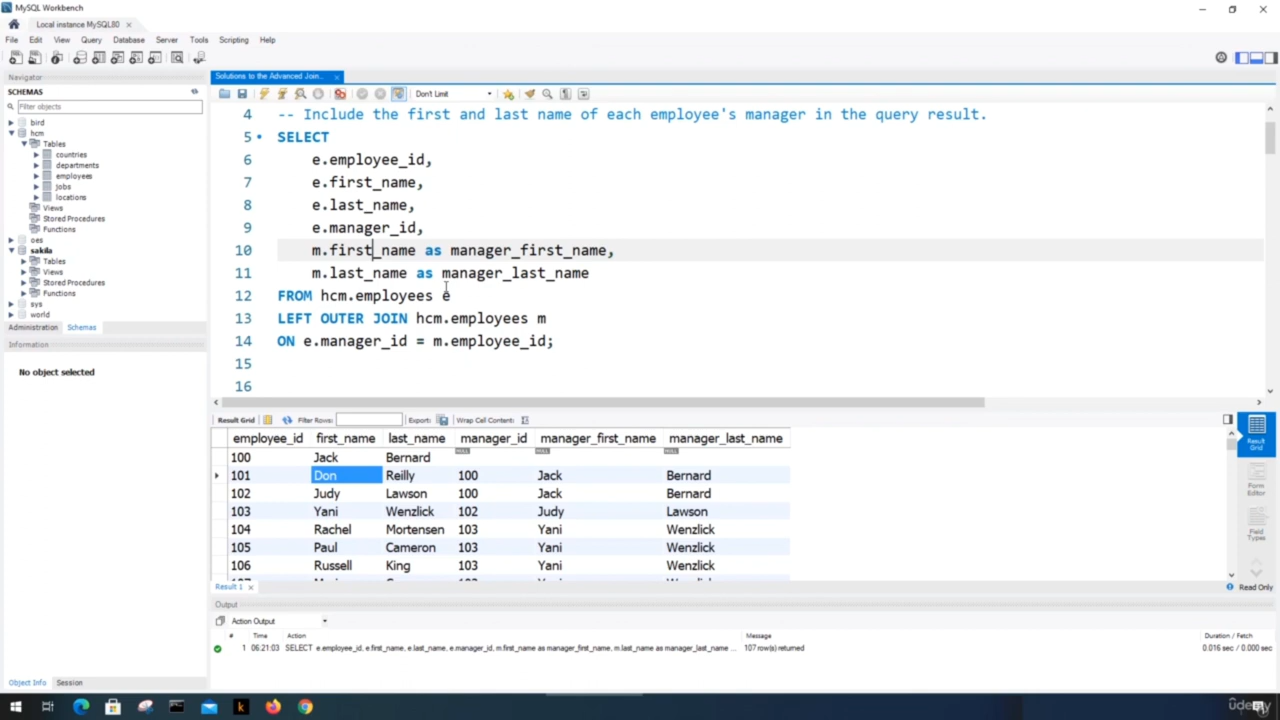 MySQL Workbench
Local instance MySQL80
File Edit View Query Database Server Tools Scripting Help
Navigator
SCHEMAS
Filter objects
bird
hcm
Tables
countries
departments
employees
jobs
locations
Views
Stored Procedures
Functions
oes
sakila
Tables
Views
Stored Procedures
Functions
sys
world
Administration Schemas
Information
No object selected
Object Info Session
Solutions to the Advanced Join...
Don't Limit
4 -- Include the first and last name of each employee's manager in the query result.
5 SELECT
6 e.employee_id,
7 e.first_name,
8 e.last_name,
9 e.manager_id,
10 m.first_name as manager_first_name,
11 m.last_name as manager_last_name
12 FROM hcm.employees e
13 LEFT OUTER JOIN hcm.employees m
14 ON e.manager_id = m.employee_id;
15
16
Result Grid Filter Rows: Export: Wrap Cell Content:
employee_id first_name last_name manager_id manager_first_name manager_last_name
100 Jack Bernard NULL NULL NULL
101 Don Reilly 100 Jack Bernard
102 Judy Lawson 100 Jack Bernard
103 Yani Wenzlick 102 Judy Lawson
104 Rachel Mortensen 103 Yani Wenzlick
105 Paul Cameron 103 Yani Wenzlick
106 Russell King 103 Yani Wenzlick
Result Grid
Form Editor
Field Types
Result 1
Read Only
Output
Action Output
# Time Action Message Duration / Fetch
1 06:21:03 SELECT e.employee_id, e.first_name, e.last_name, e.manager_id, m.first_name as manager_first_name, m.last_name as manager_last_name ... 107 row(s) returned 0.016 sec / 0.000 sec
udemy